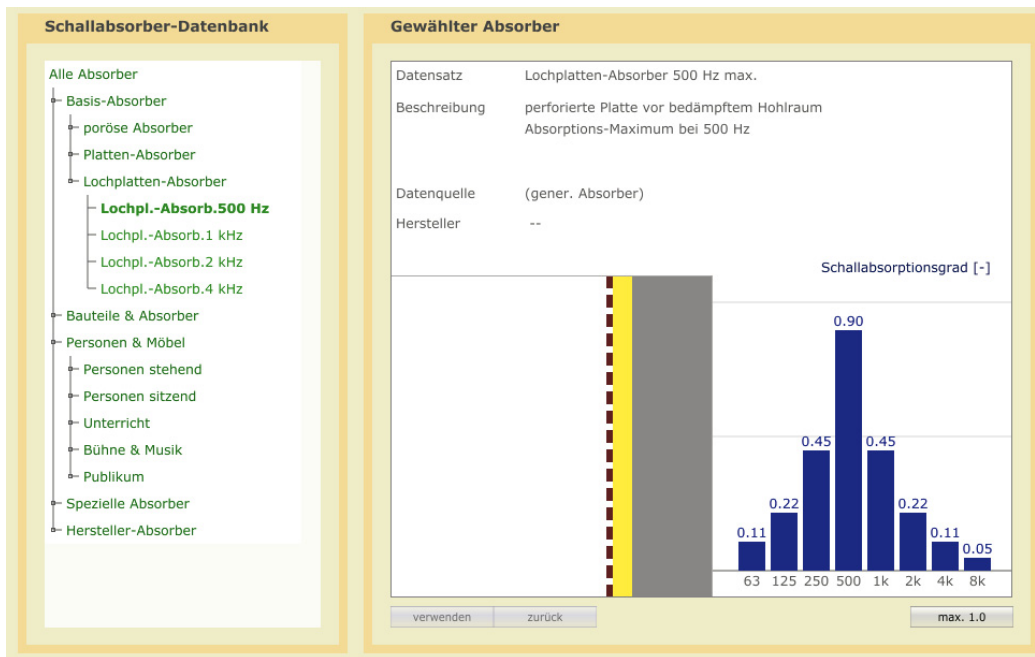 Schallabsorber-Datenbank
Alle Absorber
Basis-Absorber
poröse Absorber
Platten-Absorber
Lochplatten-Absorber
Lochpl.-Absorb.500 Hz
Lochpl.-Absorb.1 kHz
Lochpl.-Absorb.2 kHz
Lochpl.-Absorb.4 kHz
Bauteile & Absorber
Personen & Möbel
Personen stehend
Personen sitzend
Unterricht
Bühne & Musik
Publikum
Spezielle Absorber
Hersteller-Absorber
Gewählter Absorber
Datensatz Lochplatten-Absorber 500 Hz max.
Beschreibung perforierte Platte vor bedämpftem Hohlraum
Absorptions-Maximum bei 500 Hz
Datenquelle (gener. Absorber)
Hersteller --
Schallabsorptionsgrad [-]
0.11 0.22 0.45 0.90 0.45 0.22 0.11 0.05
63 125 250 500 1k 2k 4k 8k
verwenden zurück max. 1.0